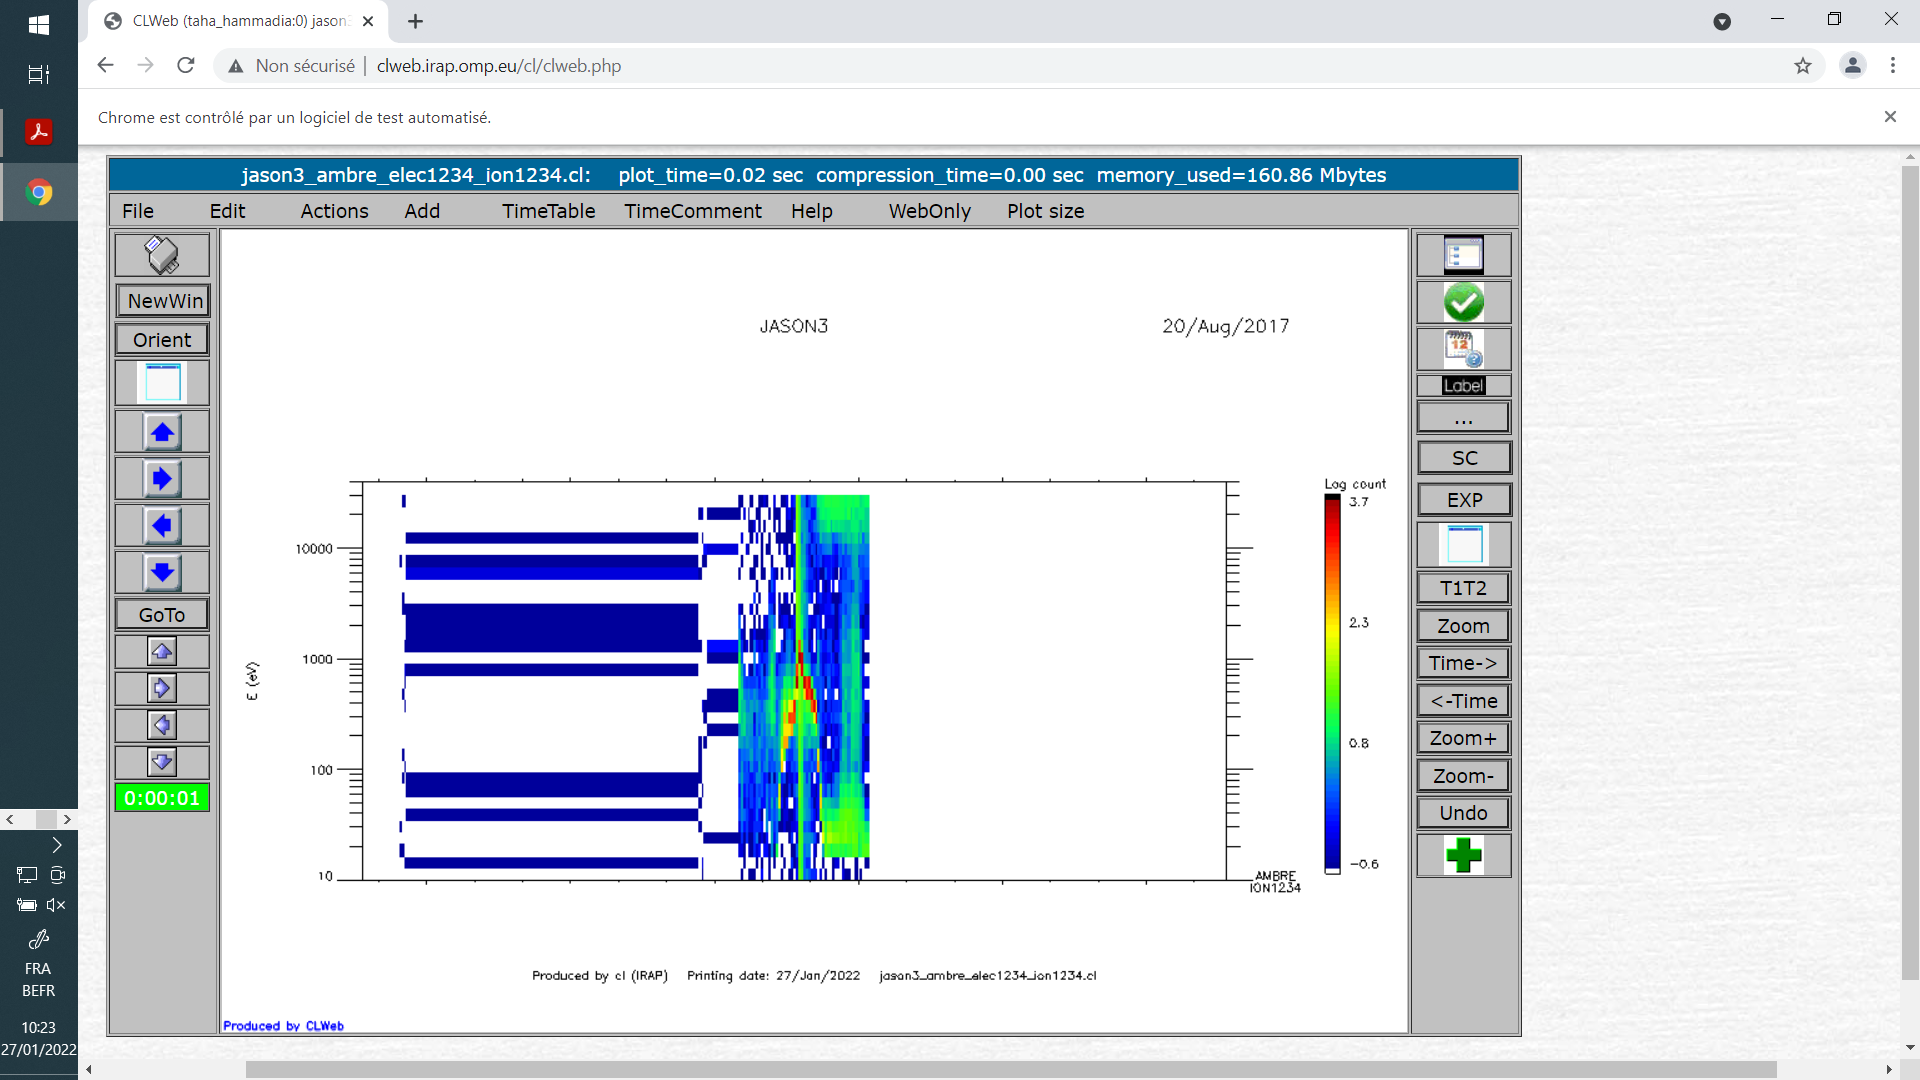 CLWeb (taha_hammadia:0) jason3
Non sécurisé | clweb.irap.omp.eu/cl/clweb.php
Chrome est contrôlé par un logiciel de test automatisé.
jason3_ambre_elec1234_ion1234.cl: plot_time=0.02 sec compression_time=0.00 sec memory_used=160.86 Mbytes
File Edit Actions Add TimeTable TimeComment Help WebOnly Plot size
NewWin
Orient
GoTo
0:00:01
JASON3
20/Aug/2017
E (eV)
10000
1000
100
10
Log count
3.7
2.3
0.8
-0.6
AMBRE
ION1234
Produced by cl (IRAP) Printing date: 27/Jan/2022 jason3_ambre_elec1234_ion1234.cl
Produced by CLWeb
12
Label
...
SC
EXP
T1T2
Zoom
Time->
<-Time
Zoom+
Zoom-
Undo
FRA
BEFR
10:23
27/01/2022